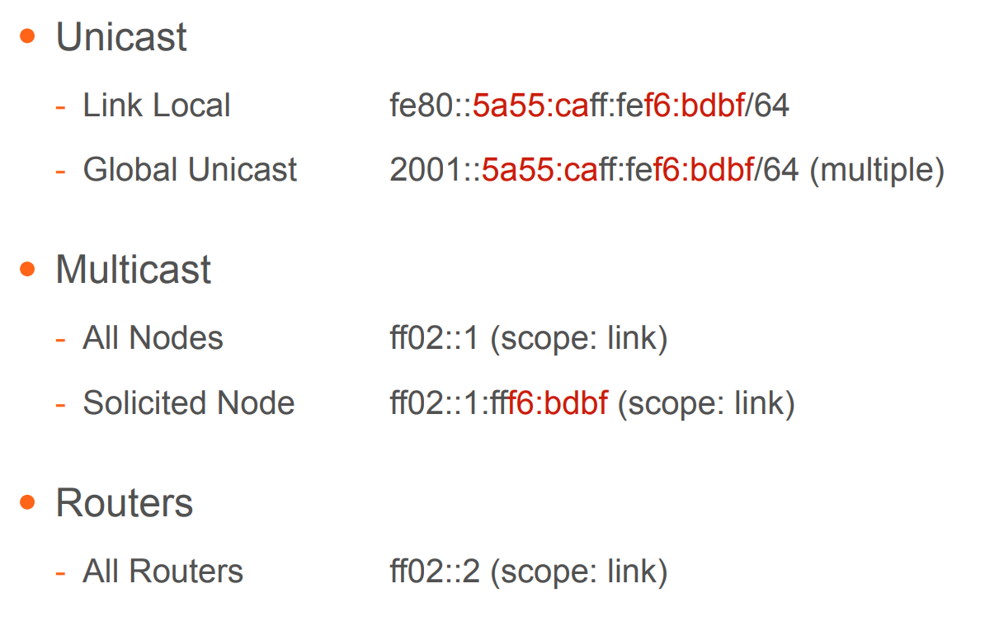 • Unicast
- Link Local fe80::5a55:caff:fef6:bdbf/64
- Global Unicast 2001::5a55:caff:fef6:bdbf/64 (multiple)
• Multicast
- All Nodes ff02::1 (scope: link)
- Solicited Node ff02::1:fff6:bdbf (scope: link)
• Routers
- All Routers ff02::2 (scope: link)